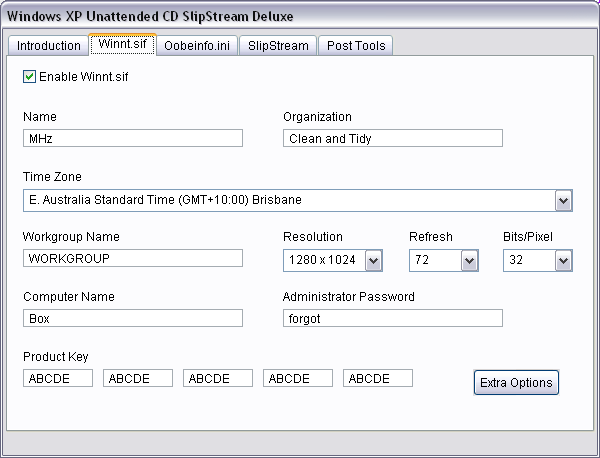 Windows XP Unattended CD SlipStream Deluxe
Introduction Winnt.sif Oobeinfo.ini SlipStream Post Tools
Enable Winnt.sif
Name Organization
MHz Clean and Tidy
Time Zone
E. Australia Standard Time (GMT+10:00) Brisbane
Workgroup Name Resolution Refresh Bits/Pixel
WORKGROUP 1280 x 1024 72 32
Computer Name Administrator Password
Box forgot
Product Key
ABCDE ABCDE ABCDE ABCDE ABCDE Extra Options